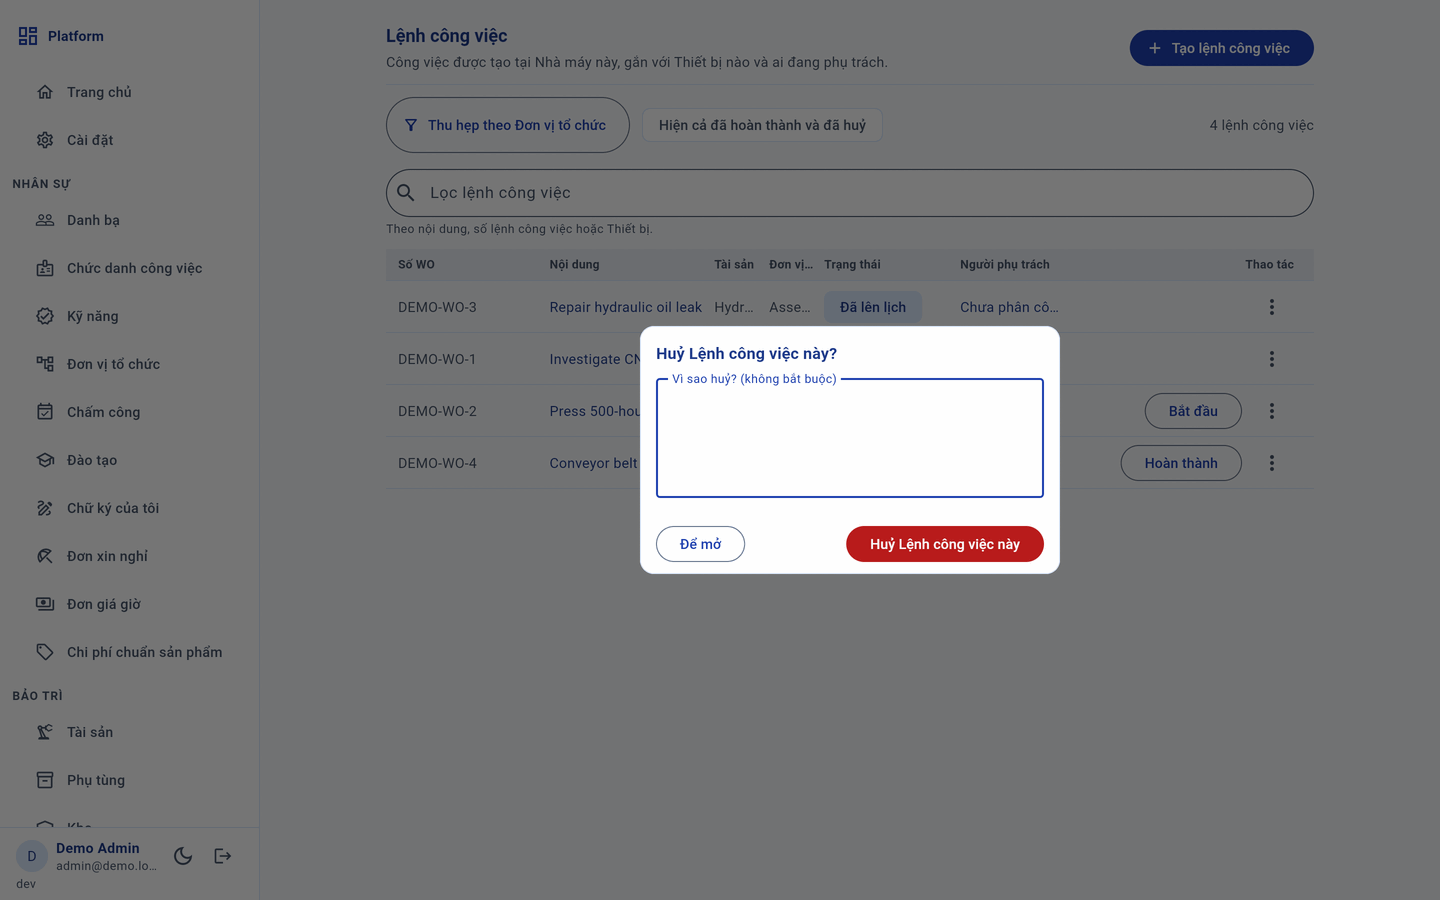 Platform
Trang chủ
Cài đặt
NHÂN SỰ
Danh bạ
Chức danh công việc
Kỹ năng
Đơn vị tổ chức
Chấm công
Đào tạo
Chữ ký của tôi
Đơn xin nghỉ
Đơn giá giờ
Chi phí chuẩn sản phẩm
BẢO TRÌ
Tài sản
Phụ tùng
D
Demo Admin
admin@demo.lo...
dev
Lệnh công việc
Công việc được tạo tại Nhà máy này, gắn với Thiết bị nào và ai đang phụ trách.
Tạo lệnh công việc
Thu hẹp theo Đơn vị tổ chức
Hiện cả đã hoàn thành và đã huỷ
4 lệnh công việc
Lọc lệnh công việc
Theo nội dung, số lệnh công việc hoặc Thiết bị.
Số WO Nội dung Tài sản Đơn vị... Trạng thái Người phụ trách Thao tác
DEMO-WO-3 Repair hydraulic oil leak Hydr... Asse... Đã lên lịch Chưa phân cô...
DEMO-WO-1 Investigate
DEMO-WO-2 Press 500-hou Bắt đầu
DEMO-WO-4 Conveyor belt Hoàn thành
Huỷ Lệnh công việc này?
Vì sao huỷ? (không bắt buộc)
Để mở
Huỷ Lệnh công việc này